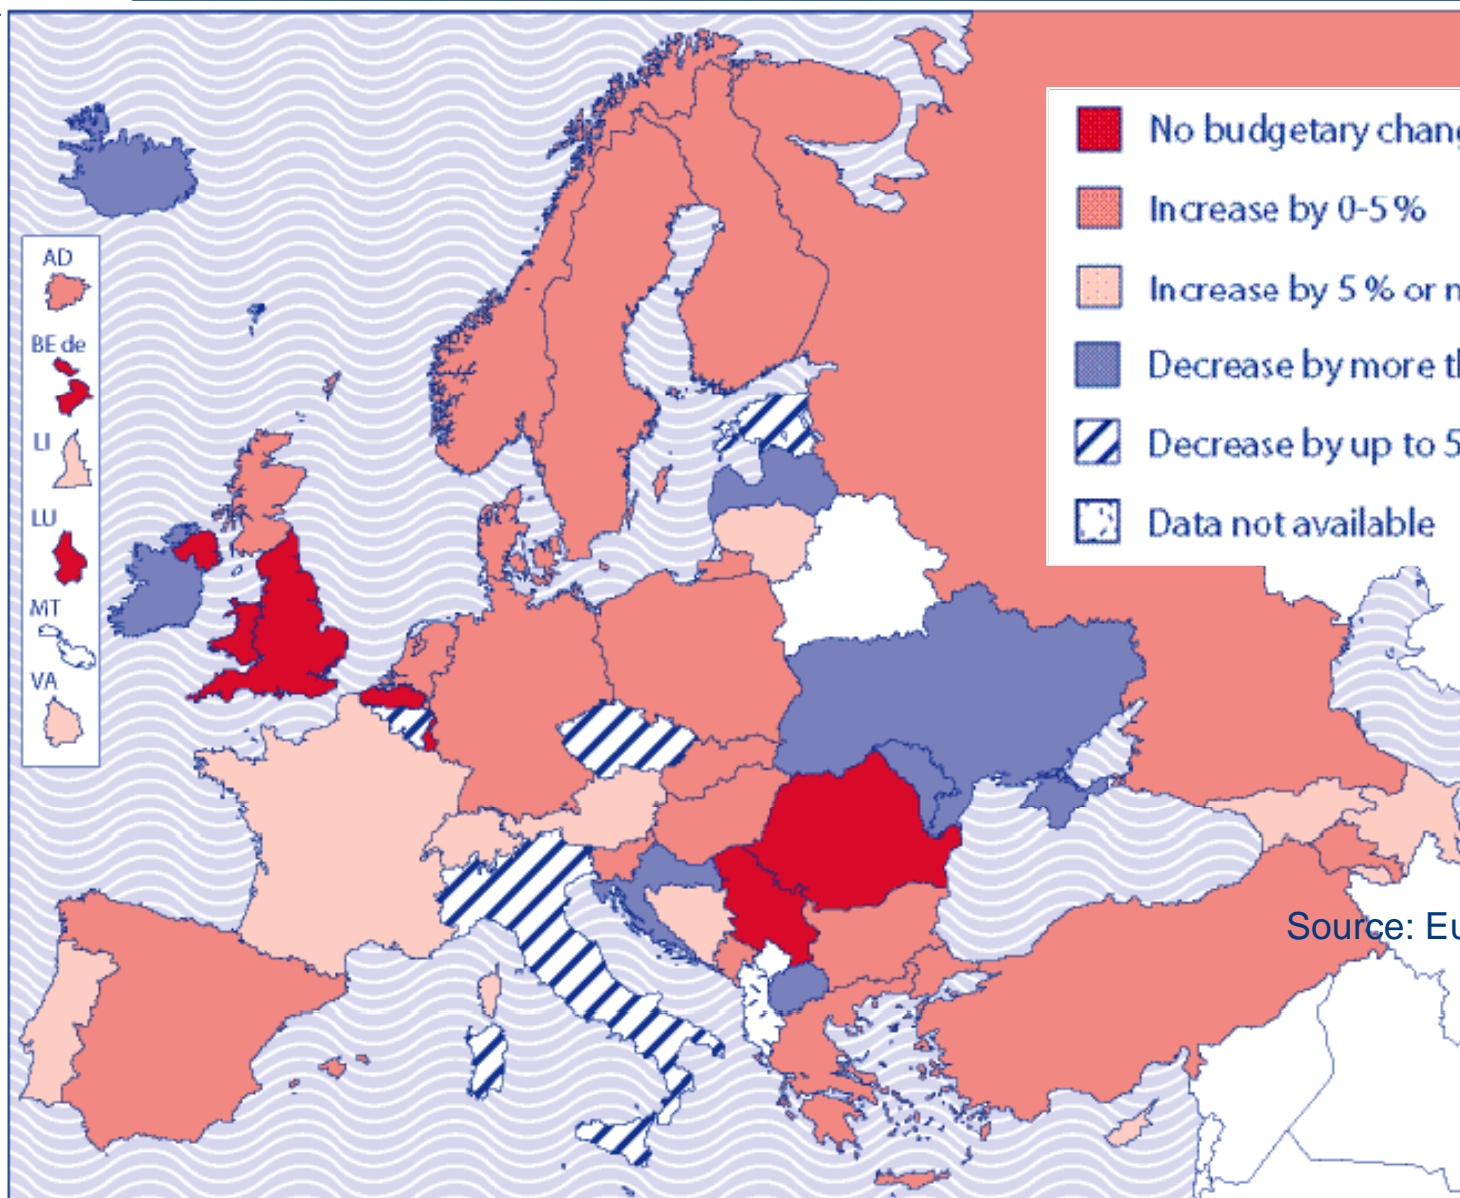 AD
BE de
LI
LU
MT
VA
No budgetary chang
Increase by 0-5 %
Increase by 5 % or
Decrease by more
Decrease by up to 5
Data not available
Source: Eu